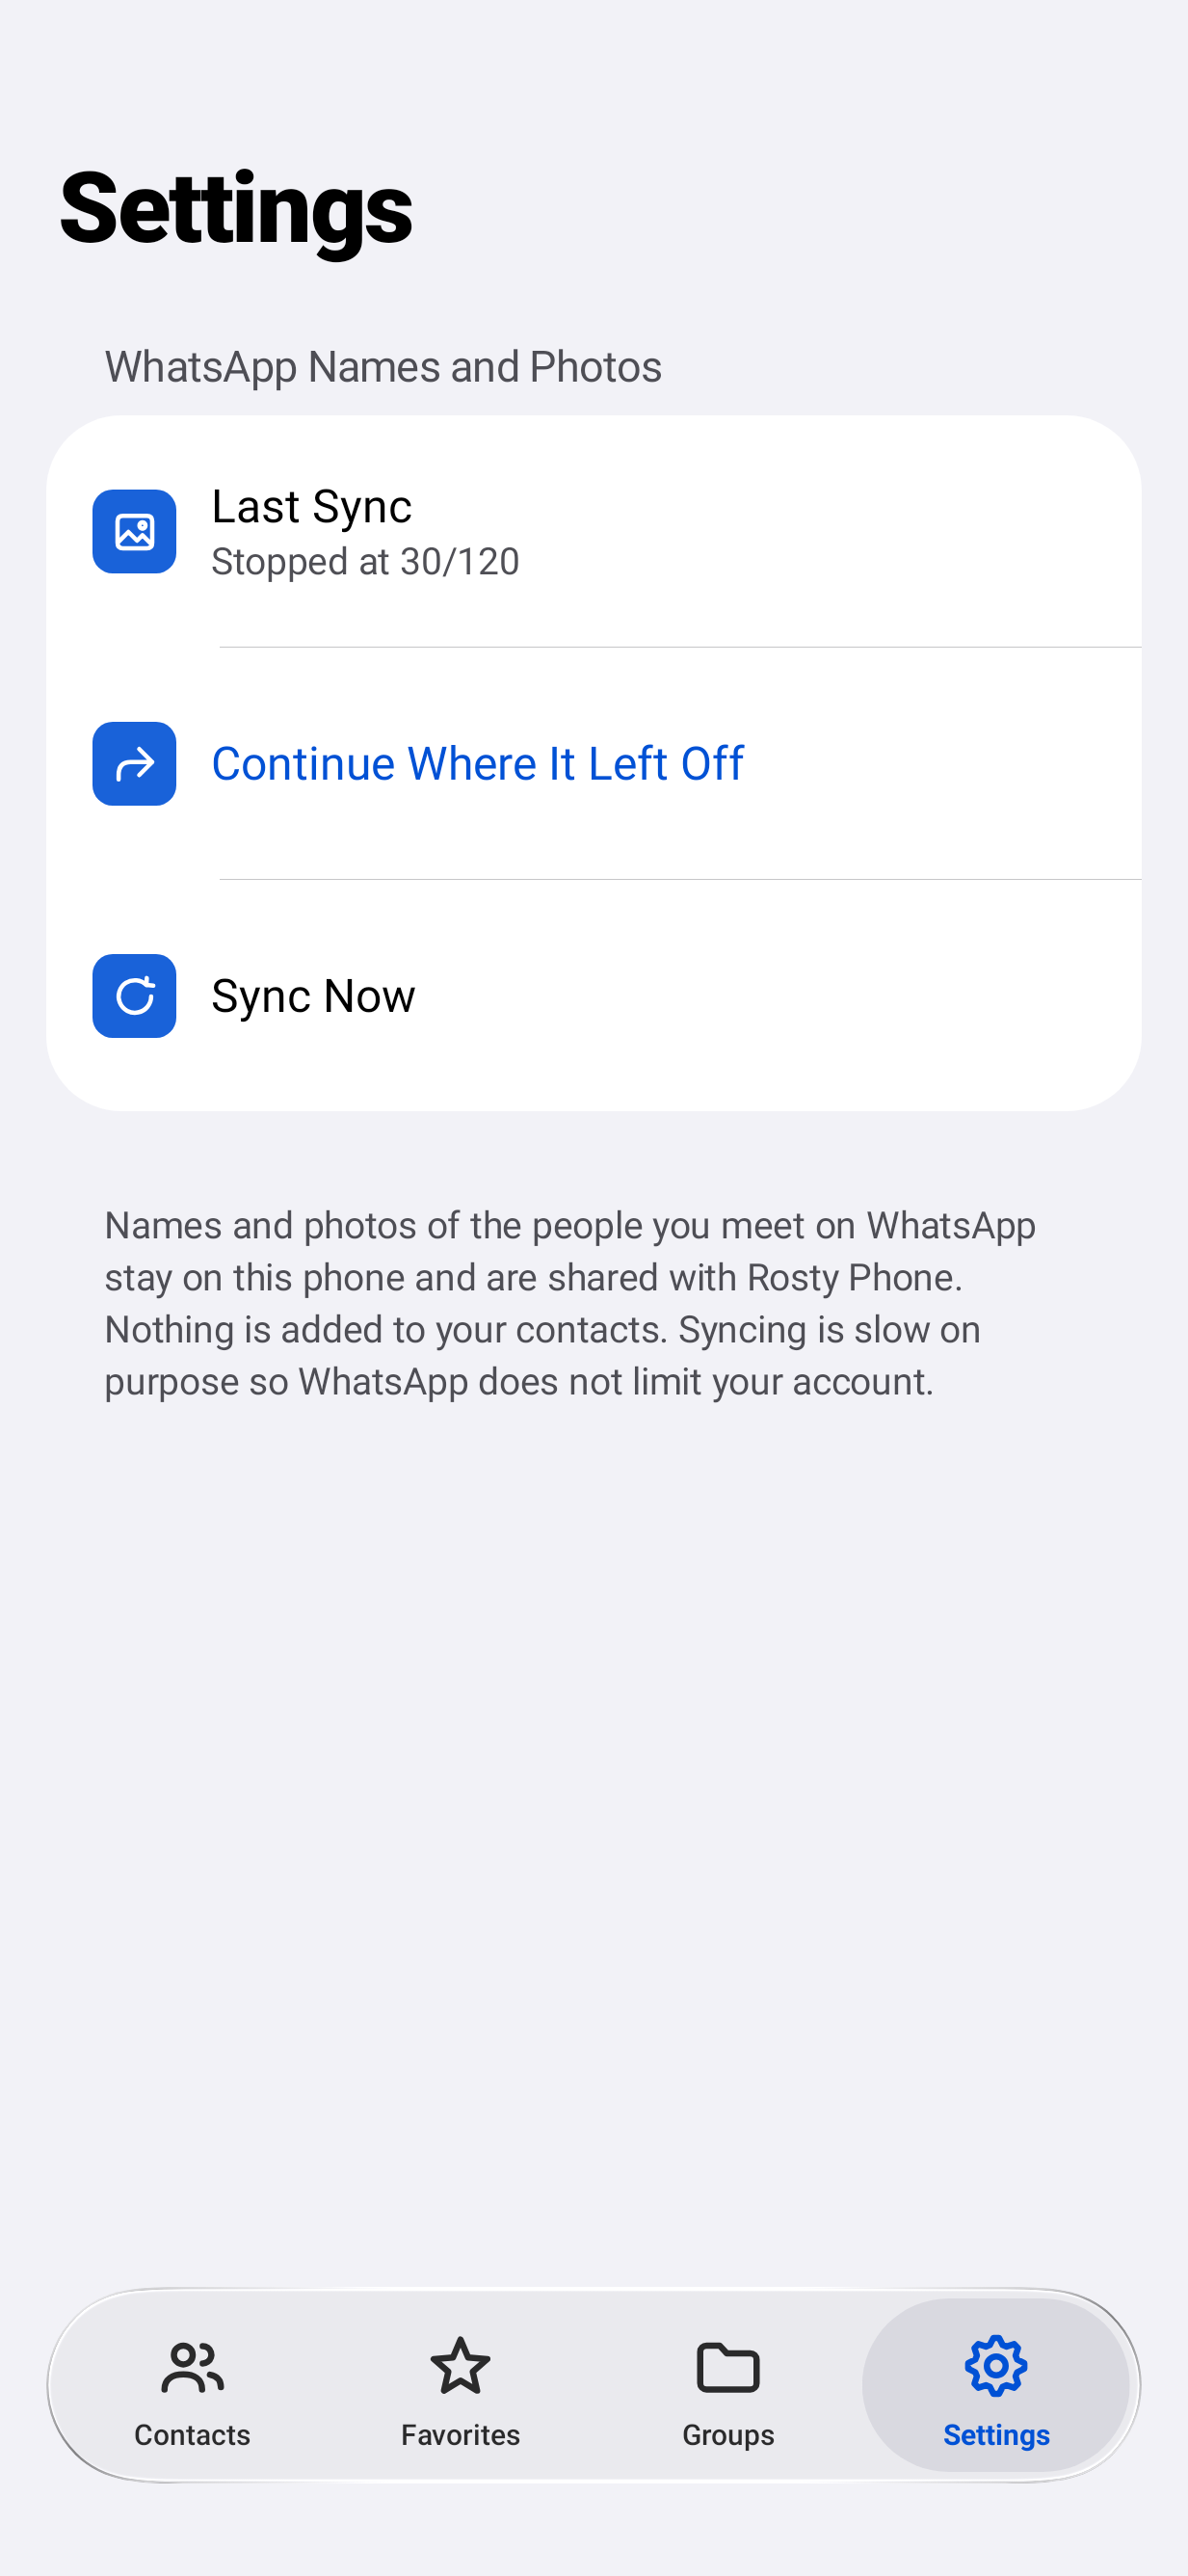 Settings
WhatsApp Names and Photos
Last Sync
Stopped at 30/120
Continue Where It Left Off
Sync Now
Names and photos of the people you meet on WhatsApp
stay on this phone and are shared with Rosty Phone.
Nothing is added to your contacts. Syncing is slow on
purpose so WhatsApp does not limit your account.
Contacts
Favorites
Groups
Settings